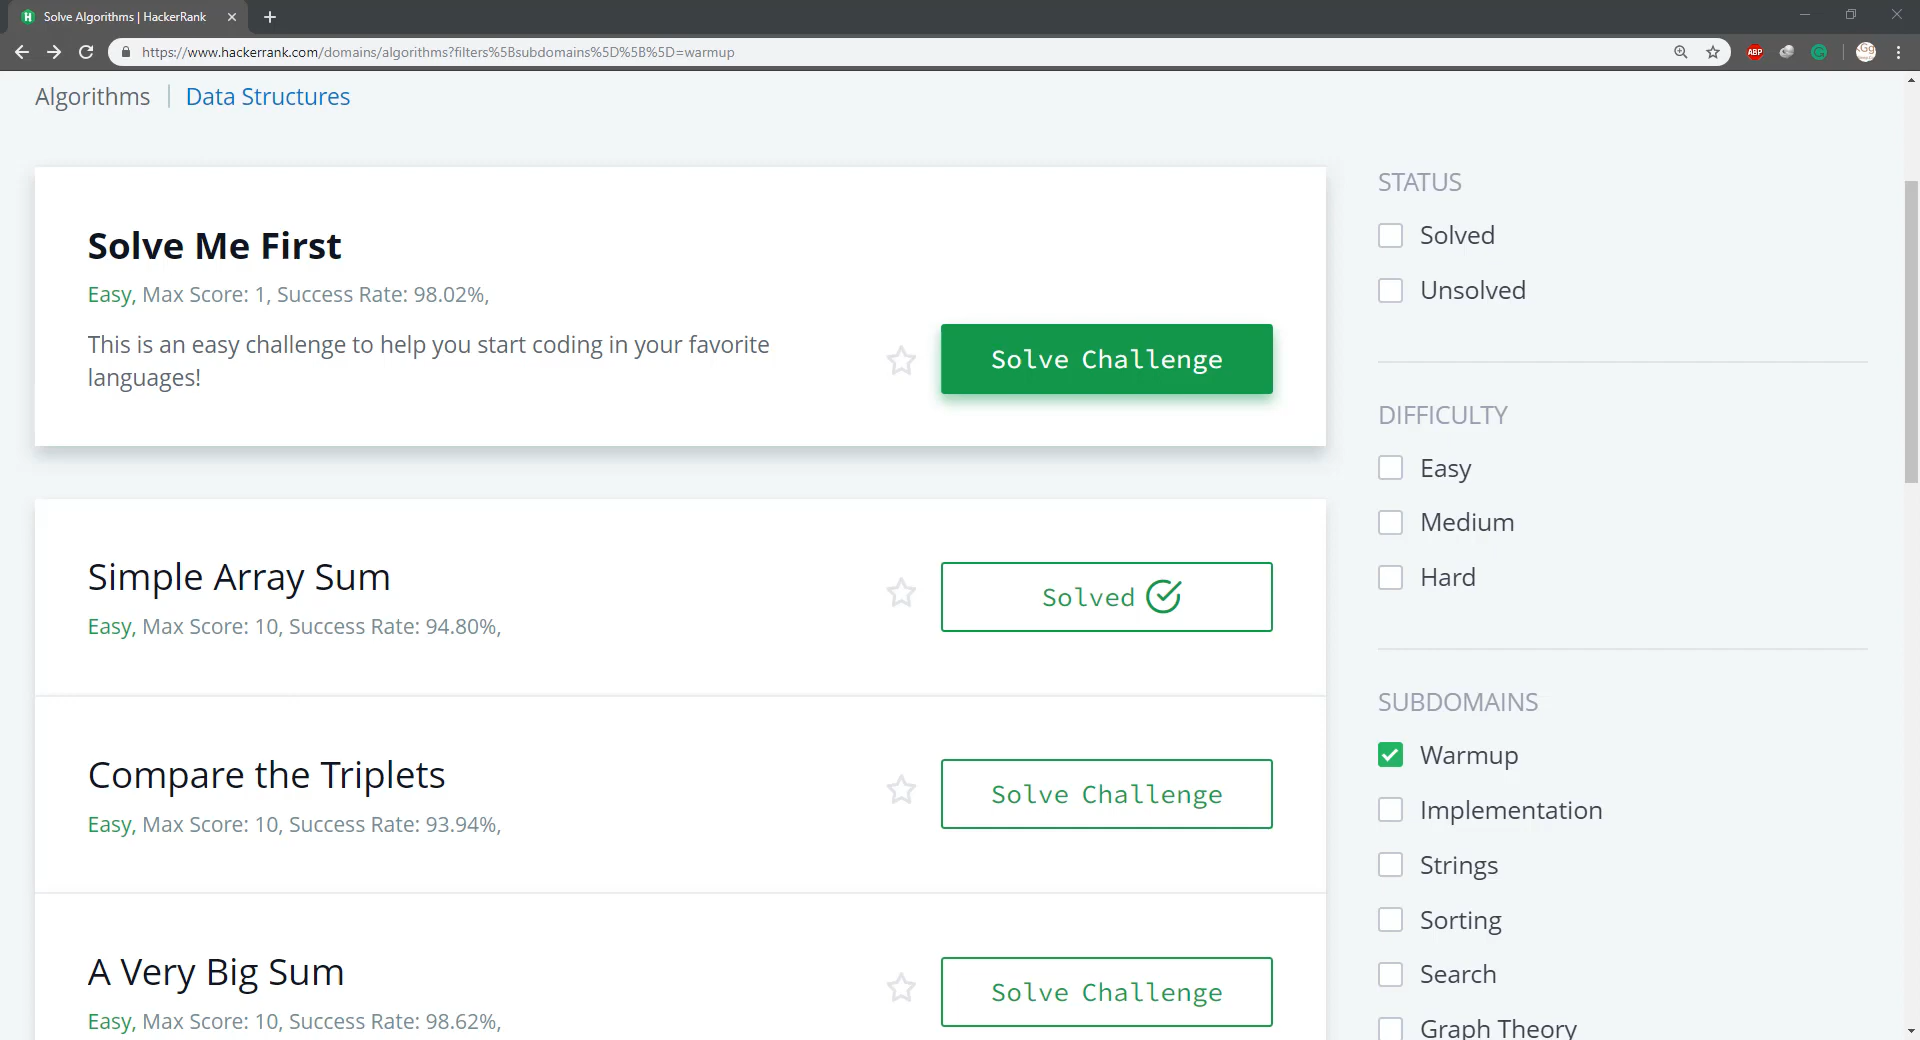 Solve Algorithms | HackerRank
https://www.hackerrank.com/domains/algorithms?filters%5Bsubdomains%5D%5B%5D=warmup
ABP
Algorithms | Data Structures
Solve Me First
Easy, Max Score: 1, Success Rate: 98.02%,
This is an easy challenge to help you start coding in your favorite
languages!
Solve Challenge
Simple Array Sum
Easy, Max Score: 10, Success Rate: 94.80%,
Solved
Compare the Triplets
Easy, Max Score: 10, Success Rate: 93.94%,
Solve Challenge
A Very Big Sum
Easy, Max Score: 10, Success Rate: 98.62%,
Solve Challenge
STATUS
Solved
Unsolved
DIFFICULTY
Easy
Medium
Hard
SUBDOMAINS
Warmup
Implementation
Strings
Sorting
Search
Graph Theory